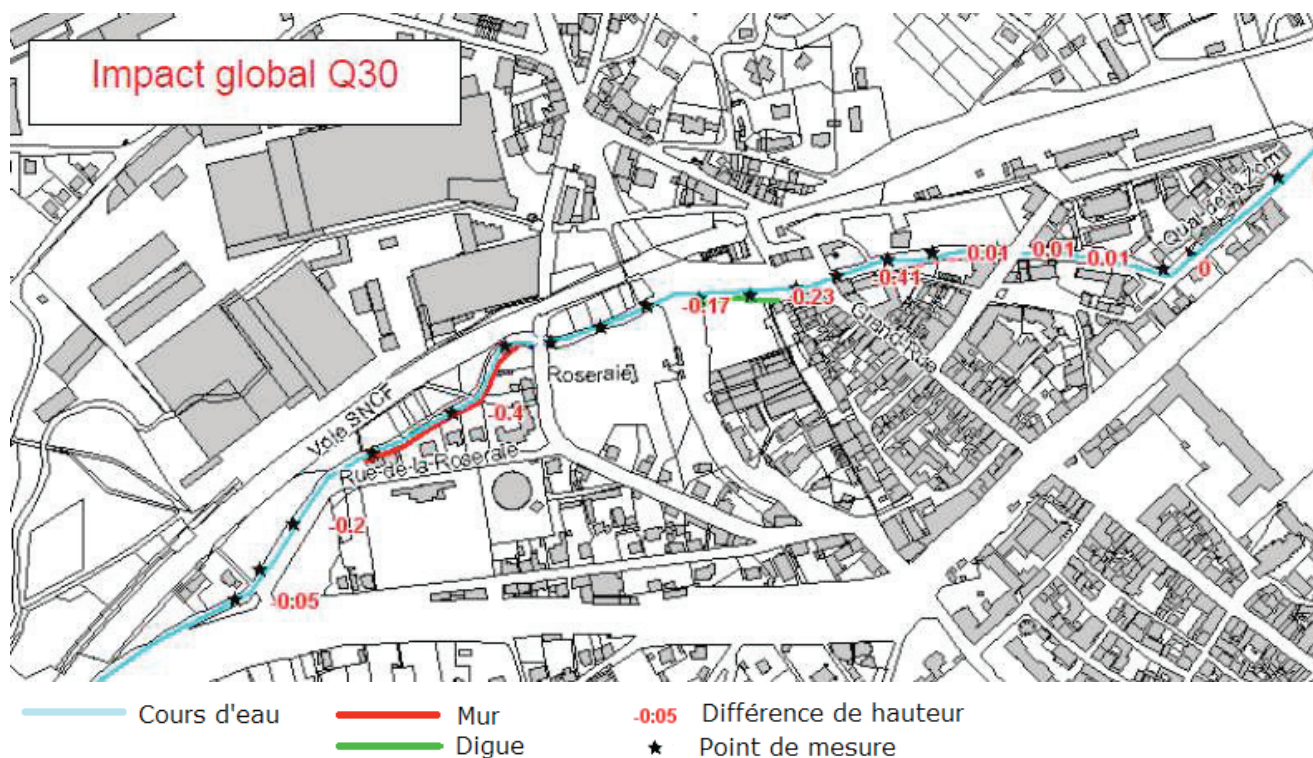 Impact global Q30
Quai de la Zorn
0.01
0.01
0.01
0
-0.41
-0.23
-0.17
Grand'Rue
Roseraie
-0.4
Voie SNCF
Rue-de-la-Roseraie
-0.2
-0:05
Cours d'eau
Mur
-0:05
Différence de hauteur
Digue
Point de mesure